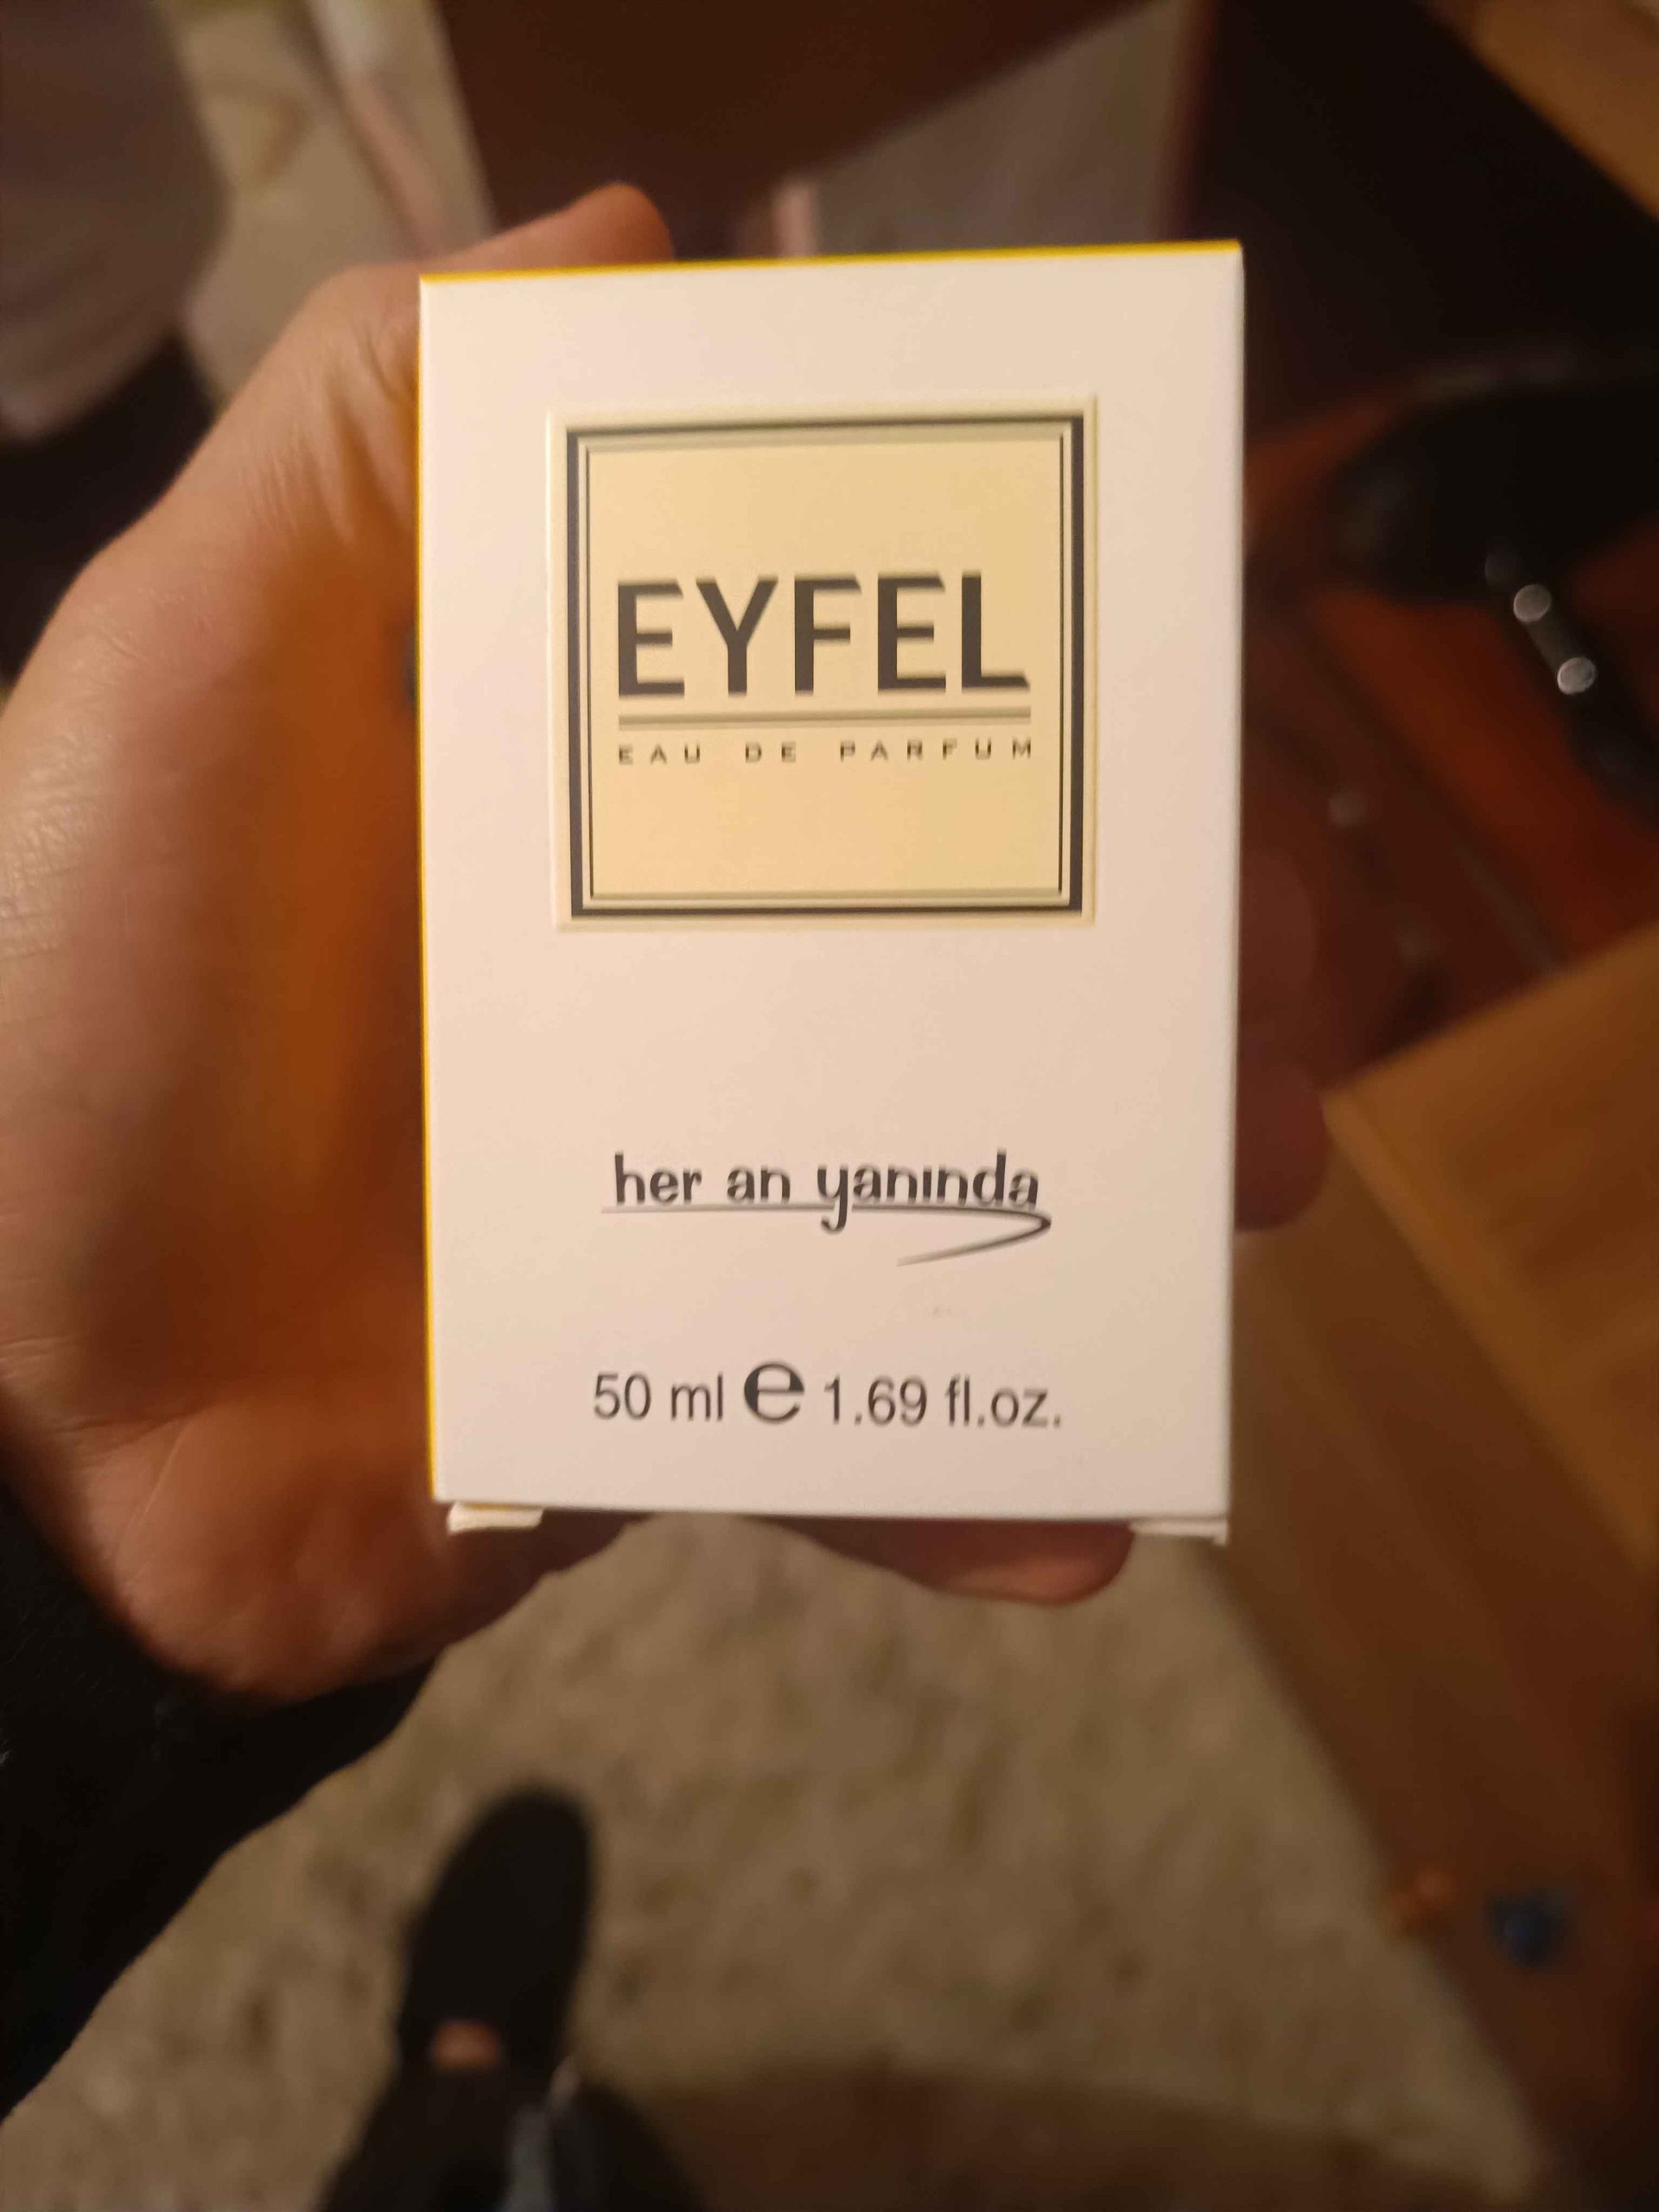 EYFEL
EAU DE PARFUM
her an yanında
50 ml e 1.69 fl.oz.